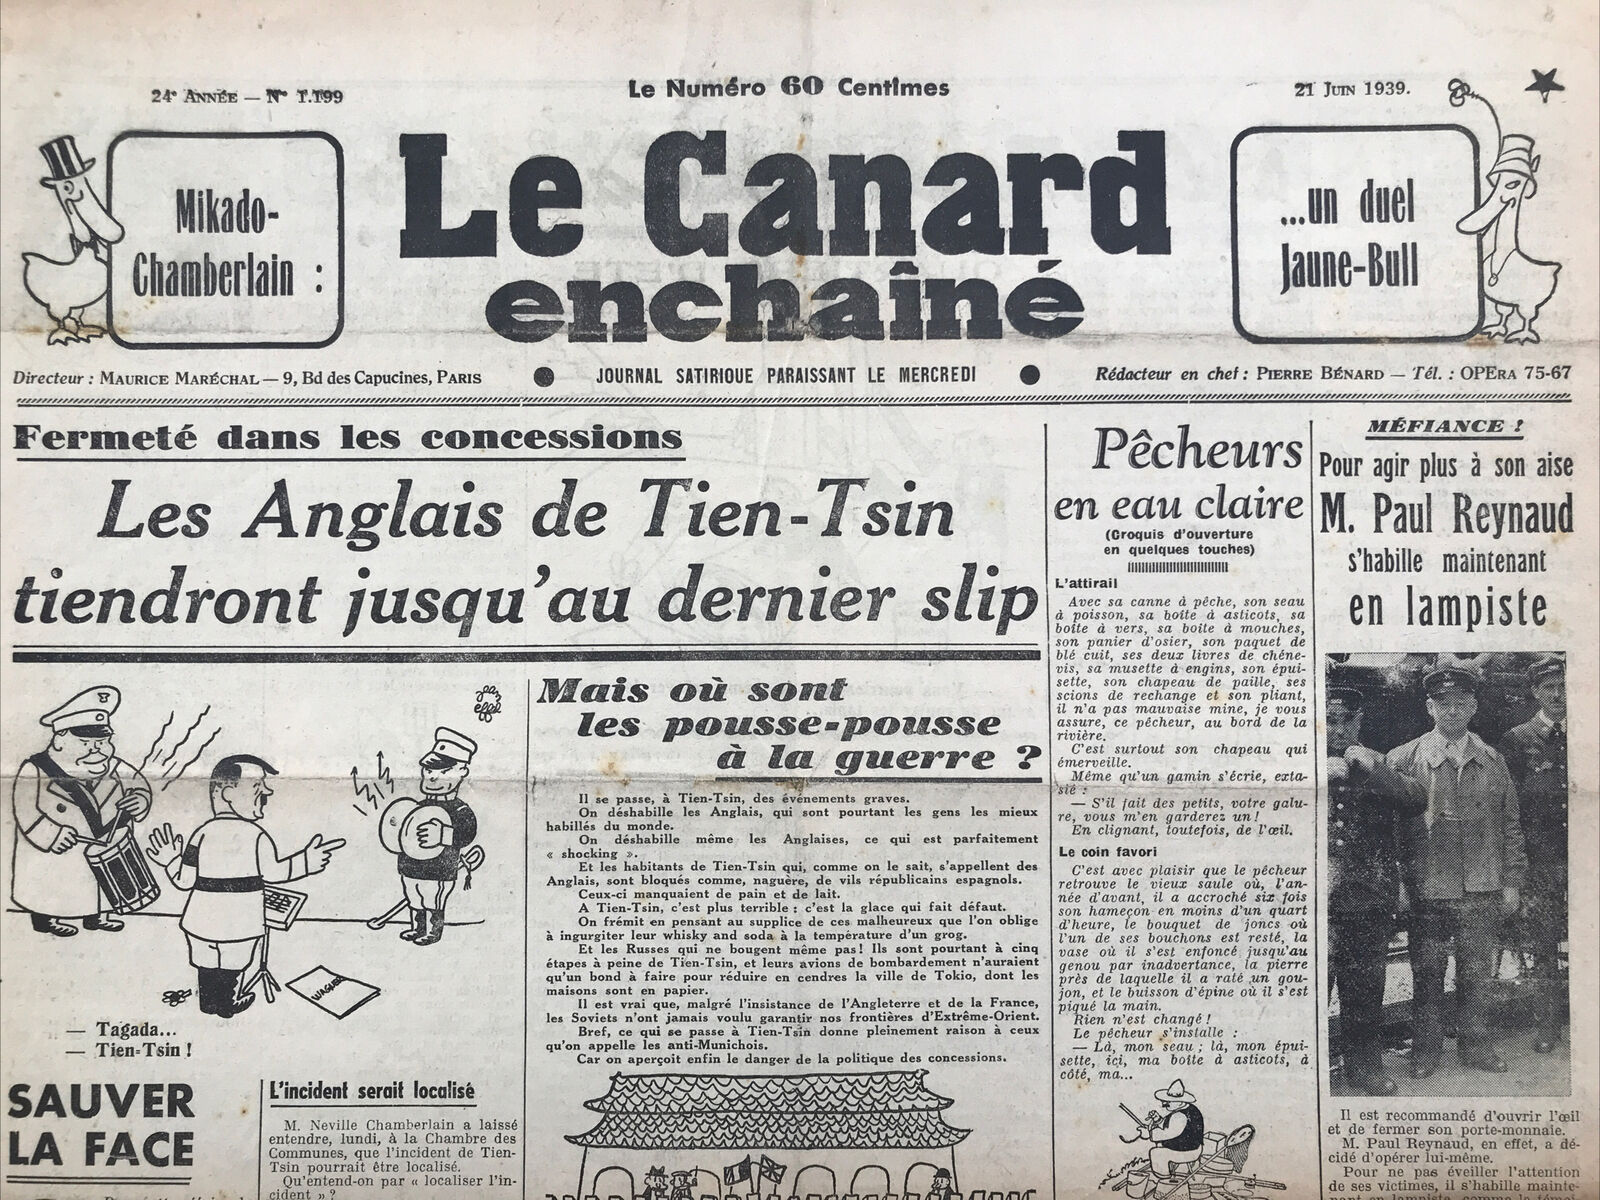 24e ANNÉE — N° 1.199
Le Numéro 60 Centimes
21 JUIN 1939.
Mikado-
Chamberlain :
Le Canard
enchaîné
...un duel
Jaune-Bull
Directeur : MAURICE MARÉCHAL — 9, Bd des Capucines, PARIS
JOURNAL SATIRIQUE PARAISSANT LE MERCREDI
Rédacteur en chef : PIERRE BÉNARD — Tél. : OPEra 75-67
Fermeté dans les concessions
Les Anglais de Tien-Tsin
tiendront jusqu'au dernier slip
jean
effel
WAGNER
— Tagada...
— Tien-Tsin !
SAUVER
LA FACE
L'incident serait localisé
M. Neville Chamberlain a laissé
entendre, lundi, à la Chambre des
Communes, que l'incident de Tien-
Tsin pourrait être localisé.
Qu'entend-on par « localiser l'in-
cident » ?
Mais où sont
les pousse-pousse
à la guerre ?
Il se passe, à Tien-Tsin, des événements graves.
On déshabille les Anglais, qui sont pourtant les gens les mieux
habillés du monde.
On déshabille même les Anglaises, ce qui est parfaitement
« shocking ».
Et les habitants de Tien-Tsin qui, comme on le sait, s'appellent des
Anglais, sont bloqués comme, naguère, de vils républicains espagnols.
Ceux-ci manquaient de pain et de lait.
A Tien-Tsin, c'est plus terrible : c'est la glace qui fait défaut.
On frémit en pensant au supplice de ces malheureux que l'on oblige
à ingurgiter leur whisky and soda à la température d'un grog.
Et les Russes qui ne bougent même pas ! Ils sont pourtant à cinq
étapes à peine de Tien-Tsin, et leurs avions de bombardement n'auraient
qu'un bond à faire pour réduire en cendres la ville de Tokio, dont les
maisons sont en papier.
Il est vrai que, malgré l'insistance de l'Angleterre et de la France,
les Soviets n'ont jamais voulu garantir nos frontières d'Extrême-Orient.
Bref, ce qui se passe à Tien-Tsin donne pleinement raison à ceux
qu'on appelle les anti-Munichois.
Car on aperçoit enfin le danger de la politique des concessions.
Pêcheurs
en eau claire
(Croquis d'ouverture
en quelques touches)
L'attirail
Avec sa canne à pêche, son seau
à poisson, sa boîte à asticots, sa
boîte à vers, sa boîte à mouches,
son panier d'osier, son paquet de
blé cuit, ses deux livres de chène-
vis, sa musette à engins, son épui-
sette, son chapeau de paille, ses
scions de rechange et son pliant,
il n'a pas mauvaise mine, je vous
assure, ce pêcheur, au bord de la
rivière.
C'est surtout son chapeau qui
émerveille.
Même qu'un gamin s'écrie, exta-
sié :
— S'il fait des petits, votre galu-
re, vous m'en garderez un !
En clignant, toutefois, de l'œil.
Le coin favori
C'est avec plaisir que le pêcheur
retrouve le vieux saule où, l'an-
née d'avant, il a accroché six fois
son hameçon en moins d'un quart
d'heure, le bouquet de joncs où
l'un de ses bouchons est resté, la
vase où il s'est enfoncé jusqu'au
genou par inadvertance, la pierre
près de laquelle il a raté un gou-
jon, et le buisson d'épine où il s'est
piqué la main.
Rien n'est changé !
Le pêcheur s'installe :
— Là, mon seau ; là, mon épui-
sette, ici, ma boîte à asticots, à
côté, ma...
MÉFIANCE !
Pour agir plus à son aise
M. Paul Reynaud
s'habille maintenant
en lampiste
Il est recommandé d'ouvrir l'œil
et de fermer son porte-monnaie.
M. Paul Reynaud, en effet, a dé-
cidé d'opérer lui-même.
Pour ne pas éveiller l'attention
de ses victimes, il s'habille mainte-
nant en lampiste